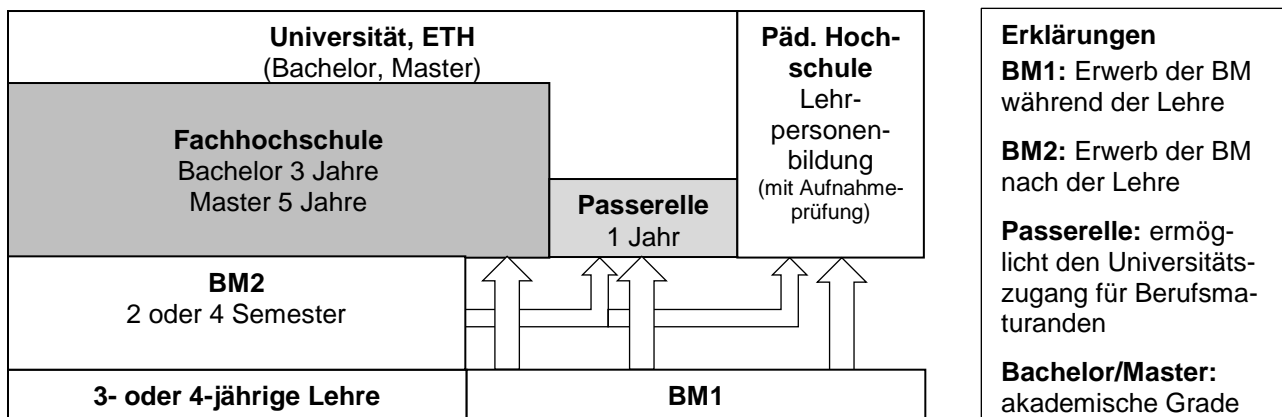 Universität, ETH
(Bachelor, Master)
Päd. Hoch-
schule
Lehr-
personen-
bildung
(mit Aufnahme-
prüfung)
Fachhochschule
Bachelor 3 Jahre
Master 5 Jahre
Passerelle
1 Jahr
BM2
2 oder 4 Semester
3- oder 4-jährige Lehre
BM1
Erklärungen
BM1: Erwerb der BM
während der Lehre
BM2: Erwerb der BM
nach der Lehre
Passerelle: ermög-
licht den Universitäts-
zugang für Berufsma-
turanden
Bachelor/Master:
akademische Grade